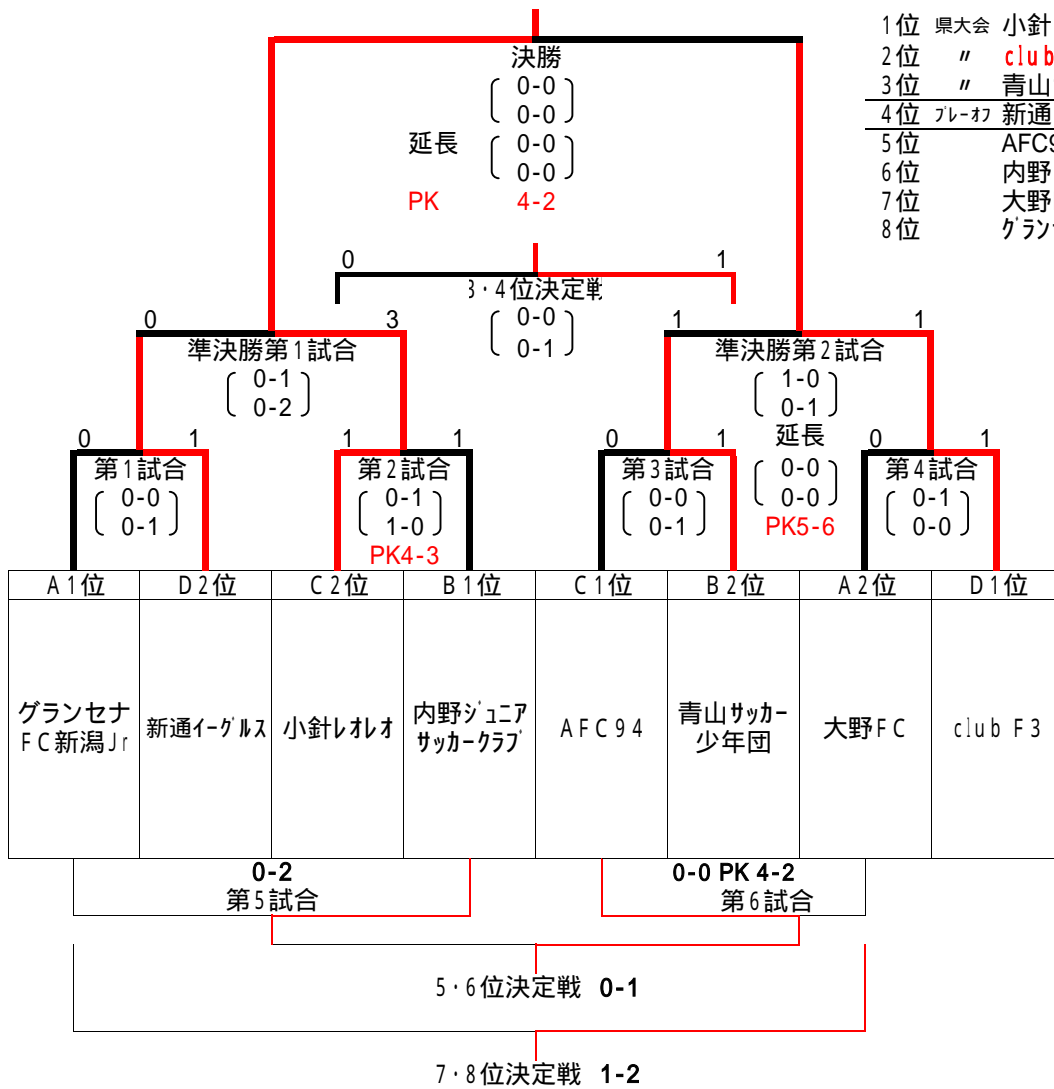 1位 県大会 小針
2位 〃 club
3位 〃 青山
4位 プレーオフ 新通
5位 AFC9
6位 内野
7位 大野
8位 グラン
決勝
0-0
0-0
延長
0-0
0-0
PK 4-2
0 1
3・4位決定戦
0-0
0-1
0 3
準決勝第1試合
0-1
0-2
1 1
準決勝第2試合
1-0
0-1
延長
0-0
0-0
PK5-6
0 1
第1試合
0-0
0-1
1 1
第2試合
0-1
1-0
PK4-3
0 1
第3試合
0-0
0-1
0 1
第4試合
0-1
0-0
A1位 D2位 C2位 B1位 C1位 B2位 A2位 D1位
グランセナ
FC新潟Jr
新通イーグルス
小針レオレオ
内野ジュニア
サッカークラブ
AFC94
青山サッカー
少年団
大野FC
club F3
0-2
第5試合
0-0 PK 4-2
第6試合
5・6位決定戦 0-1
7・8位決定戦 1-2